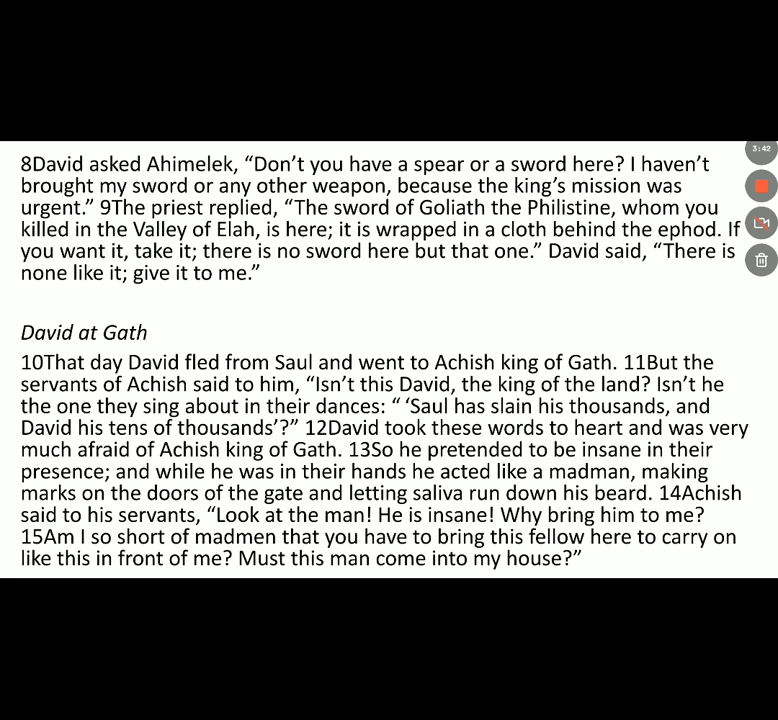 3:42
8David asked Ahimelek, “Don’t you have a spear or a sword here? I haven’t
brought my sword or any other weapon, because the king’s mission was
urgent.” 9The priest replied, “The sword of Goliath the Philistine, whom you
killed in the Valley of Elah, is here; it is wrapped in a cloth behind the ephod. If
you want it, take it; there is no sword here but that one.” David said, “There is
none like it; give it to me.”
David at Gath
10That day David fled from Saul and went to Achish king of Gath. 11But the
servants of Achish said to him, “Isn’t this David, the king of the land? Isn’t he
the one they sing about in their dances: “ ‘Saul has slain his thousands, and
David his tens of thousands’?” 12David took these words to heart and was very
much afraid of Achish king of Gath. 13So he pretended to be insane in their
presence; and while he was in their hands he acted like a madman, making
marks on the doors of the gate and letting saliva run down his beard. 14Achish
said to his servants, “Look at the man! He is insane! Why bring him to me?
15Am I so short of madmen that you have to bring this fellow here to carry on
like this in front of me? Must this man come into my house?”